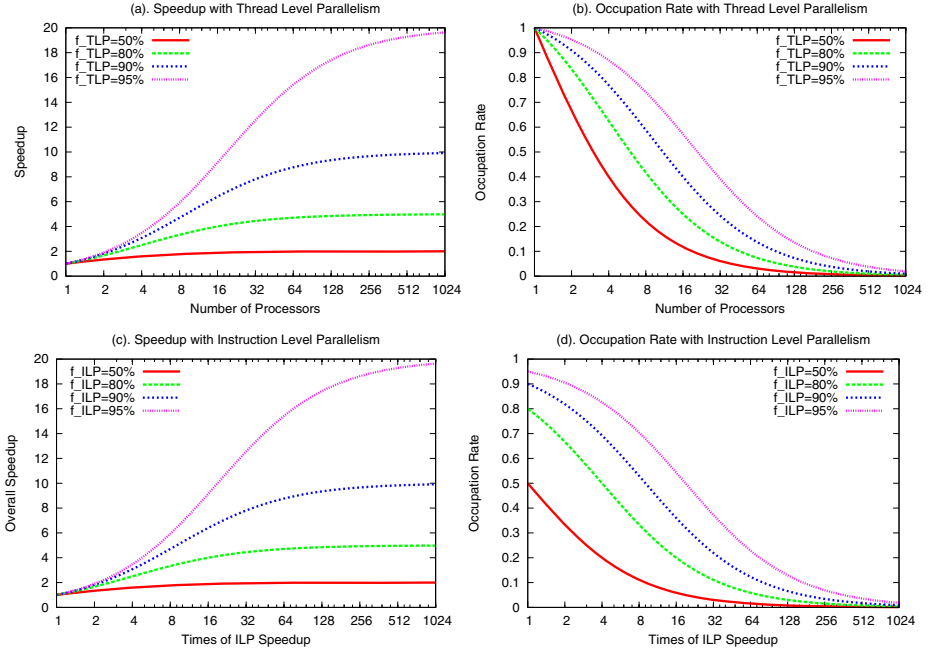 (a). Speedup with Thread Level Parallelism
20
18
16
14
12
10
8
6
4
2
0
Speedup
f_TLP=50%
f_TLP=80%
f_TLP=90%
f_TLP=95%
1 2 4 8 16 32 64 128 256 512 1024
Number of Processors
(b). Occupation Rate with Thread Level Parallelism
1
0.9
0.8
0.7
0.6
0.5
0.4
0.3
0.2
0.1
0
Occupation Rate
f_TLP=50%
f_TLP=80%
f_TLP=90%
f_TLP=95%
1 2 4 8 16 32 64 128 256 512 1024
Number of Processors
(c). Speedup with Instruction Level Parallelism
20
18
16
14
12
10
8
6
4
2
0
Overall Speedup
f_ILP=50%
f_ILP=80%
f_ILP=90%
f_ILP=95%
1 2 4 8 16 32 64 128 256 512 1024
Times of ILP Speedup
(d). Occupation Rate with Instruction Level Parallelism
1
0.9
0.8
0.7
0.6
0.5
0.4
0.3
0.2
0.1
0
Occupation Rate
f_ILP=50%
f_ILP=80%
f_ILP=90%
f_ILP=95%
1 2 4 8 16 32 64 128 256 512 1024
Times of ILP Speedup